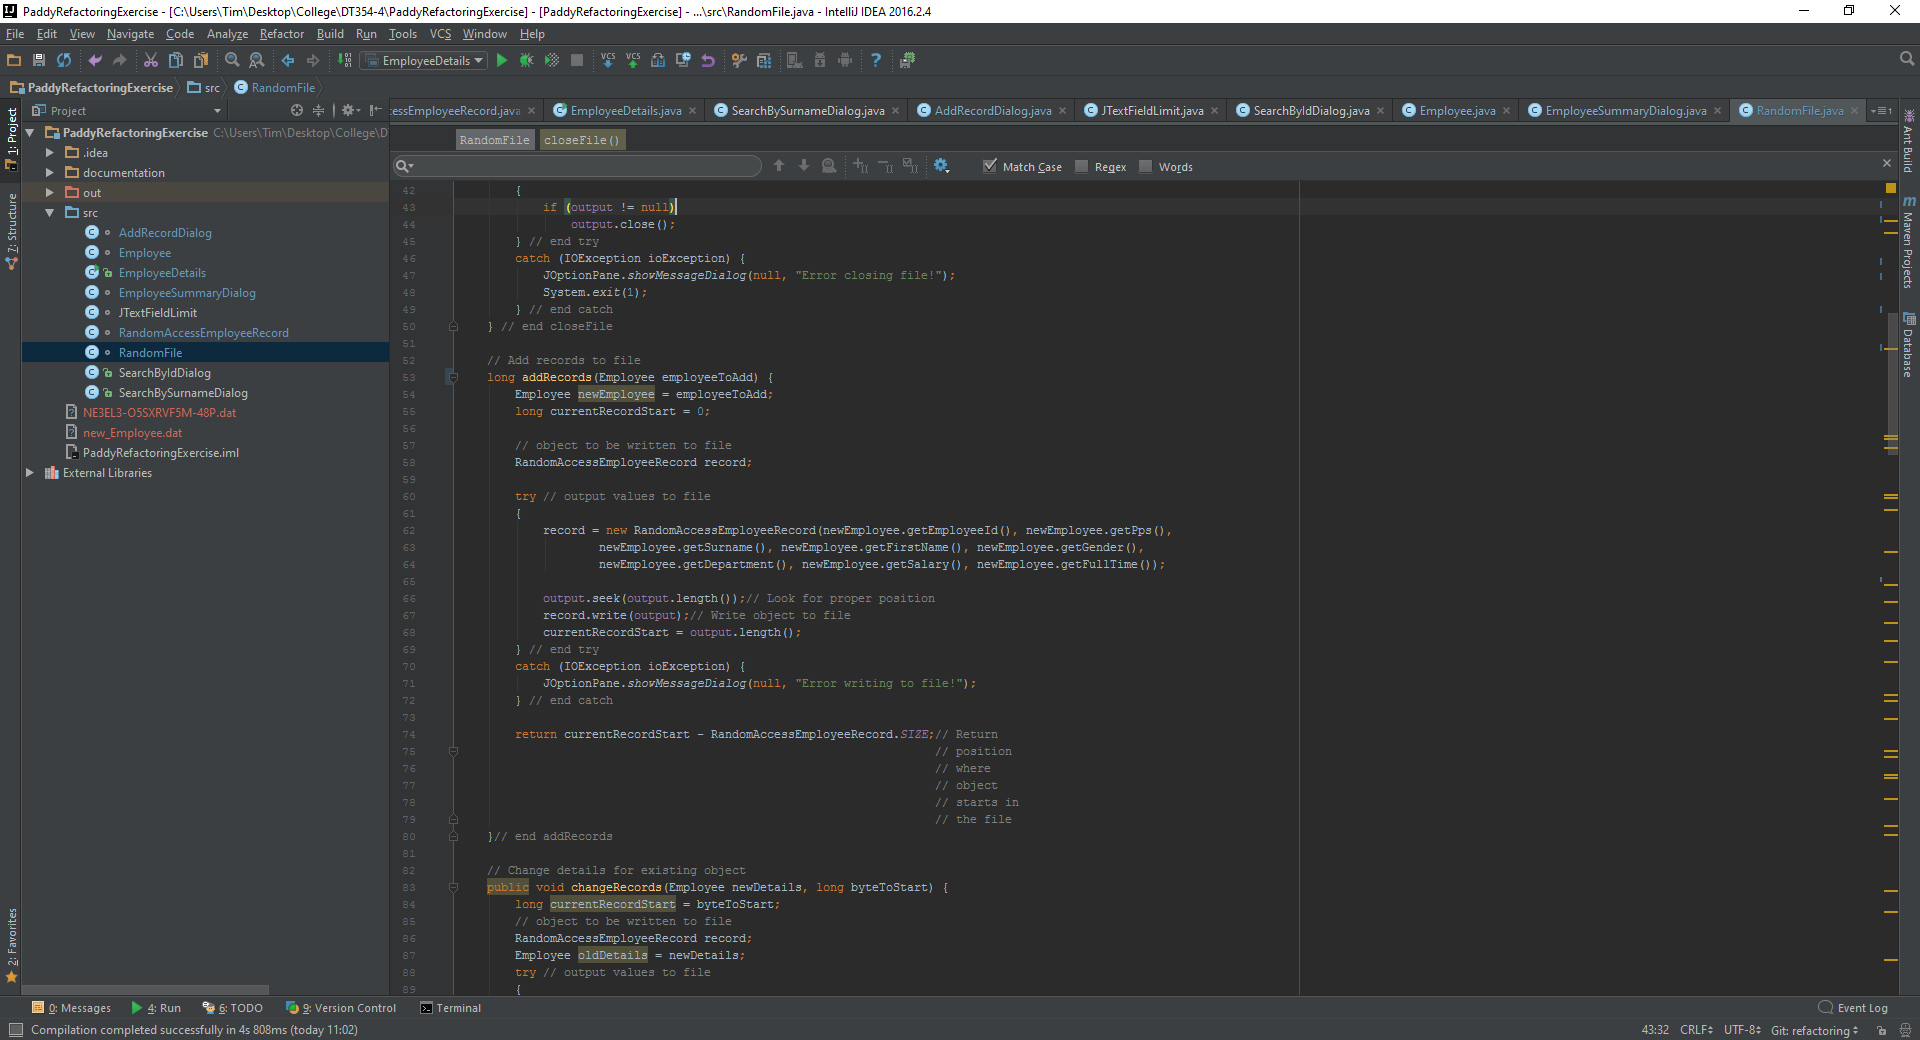 PaddyRefactoringExercise - [C:\Users\Tim\Desktop\College\DT354-4\PaddyRefactoringExercise] - [PaddyRefactoringExercise] - ...\src\RandomFile.java - IntelliJ IDEA 2016.2.4
File Edit View Navigate Code Analyze Refactor Build Run Tools VCS Window Help
EmployeeDetails
PaddyRefactoringExercise src RandomFile
Project
cessEmployeeRecord.java EmployeeDetails.java SearchBySurnameDialog.java AddRecordDialog.java JTextFieldLimit.java SearchByIdDialog.java Employee.java EmployeeSummaryDialog.java RandomFile.java
1: Project
7: Structure
2: Favorites
PaddyRefactoringExercise C:\Users\Tim\Desktop\College\D
.idea
documentation
out
src
AddRecordDialog
Employee
EmployeeDetails
EmployeeSummaryDialog
JTextFieldLimit
RandomAccessEmployeeRecord
RandomFile
SearchByIdDialog
SearchBySurnameDialog
NE3EL3-O5SXRVF5M-48P.dat
new_Employee.dat
PaddyRefactoringExercise.iml
External Libraries
RandomFile closeFile()
Match Case Regex Words
42 {
43 if (output != null)
44 output.close();
45 } // end try
46 catch (IOException ioException) {
47 JOptionPane.showMessageDialog(null, "Error closing file!");
48 System.exit(1);
49 } // end catch
50 } // end closeFile
51
52 // Add records to file
53 long addRecords(Employee employeeToAdd) {
54 Employee newEmployee = employeeToAdd;
55 long currentRecordStart = 0;
56
57 // object to be written to file
58 RandomAccessEmployeeRecord record;
59
60 try // output values to file
61 {
62 record = new RandomAccessEmployeeRecord(newEmployee.getEmployeeId(), newEmployee.getPps(),
63 newEmployee.getSurname(), newEmployee.getFirstName(), newEmployee.getGender(),
64 newEmployee.getDepartment(), newEmployee.getSalary(), newEmployee.getFullTime());
65
66 output.seek(output.length());// Look for proper position
67 record.write(output);// Write object to file
68 currentRecordStart = output.length();
69 } // end try
70 catch (IOException ioException) {
71 JOptionPane.showMessageDialog(null, "Error writing to file!");
72 } // end catch
73
74 return currentRecordStart - RandomAccessEmployeeRecord.SIZE;// Return
75 // position
76 // where
77 // object
78 // starts in
79 // the file
80 }// end addRecords
81
82 // Change details for existing object
83 public void changeRecords(Employee newDetails, long byteToStart) {
84 long currentRecordStart = byteToStart;
85 // object to be written to file
86 RandomAccessEmployeeRecord record;
87 Employee oldDetails = newDetails;
88 try // output values to file
89 {
Ant Build
Maven Projects
Database
0: Messages 4: Run 6: TODO 9: Version Control Terminal Event Log
Compilation completed successfully in 4s 808ms (today 11:02) 43:32 CRLF UTF-8 Git: refactoring